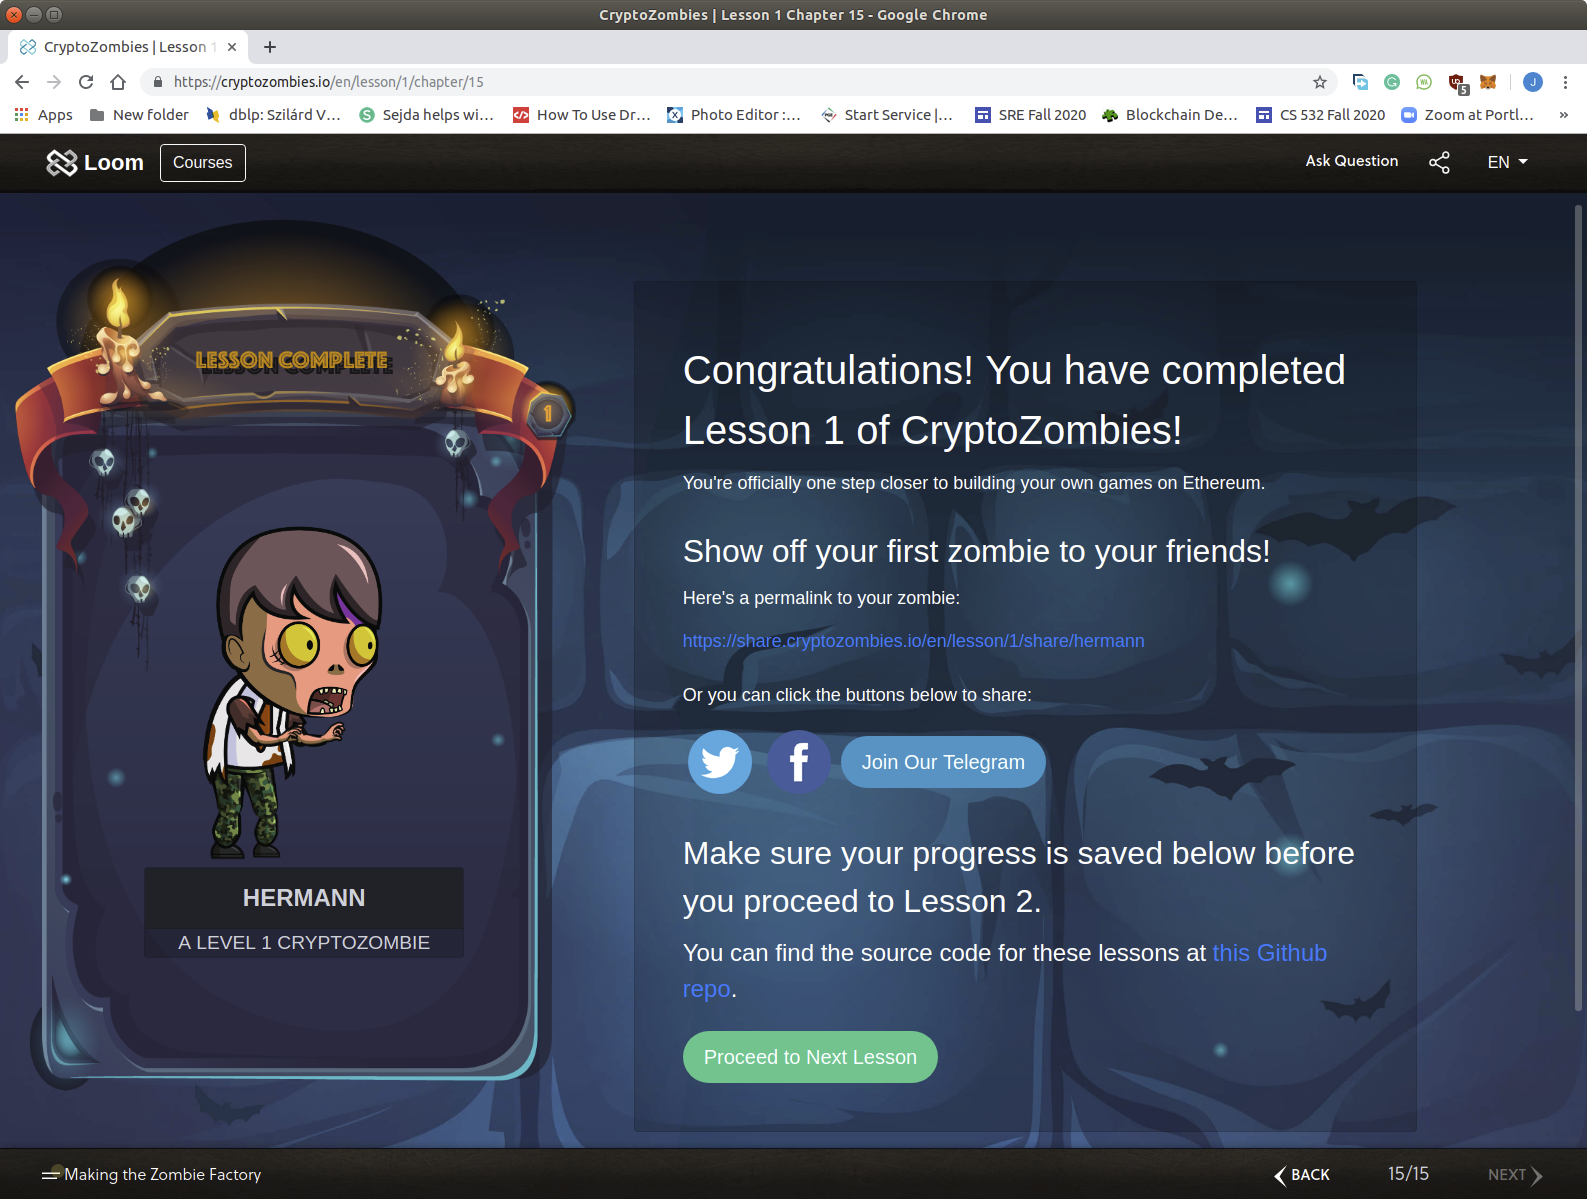 CryptoZombies | Lesson 1 Chapter 15 - Google Chrome
CryptoZombies | Lesson 1
https://cryptozombies.io/en/lesson/1/chapter/15
5
J
Apps New folder dblp: Szilárd V... Sejda helps wi... How To Use Dr... Photo Editor :... Start Service |... SRE Fall 2020 Blockchain De... CS 532 Fall 2020 Zoom at Portl... »
Loom Courses Ask Question EN
LESSON COMPLETE
1
HERMANN
A LEVEL 1 CRYPTOZOMBIE
Congratulations! You have completed
Lesson 1 of CryptoZombies!
You're officially one step closer to building your own games on Ethereum.
Show off your first zombie to your friends!
Here's a permalink to your zombie:
https://share.cryptozombies.io/en/lesson/1/share/hermann
Or you can click the buttons below to share:
Join Our Telegram
Make sure your progress is saved below before
you proceed to Lesson 2.
You can find the source code for these lessons at this Github
repo.
Proceed to Next Lesson
Making the Zombie Factory BACK 15/15 NEXT